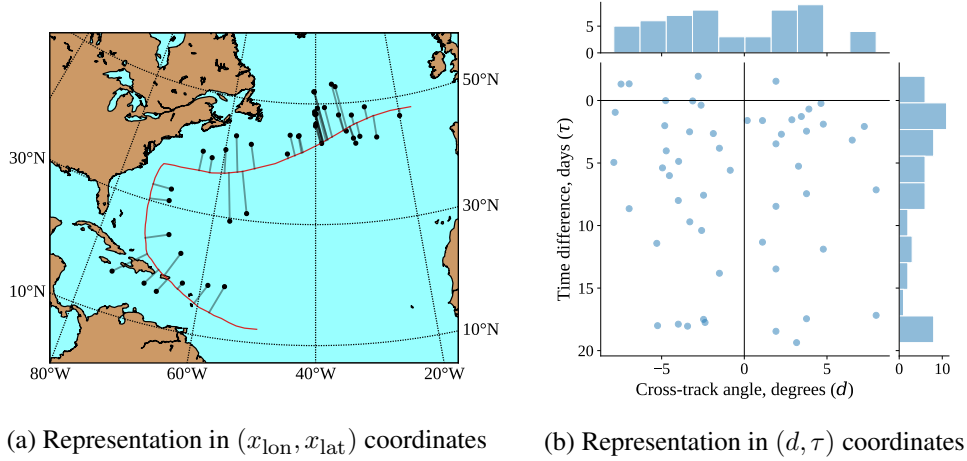 50°N
30°N
30°N
10°N
10°N
80°W
60°W
40°W
20°W
5
0
0
5
10
15
20
Time difference, days (τ)
−5
0
5
Cross-track angle, degrees (d)
0
10
(a) Representation in (x_lon, x_lat) coordinates
(b) Representation in (d, τ) coordinates